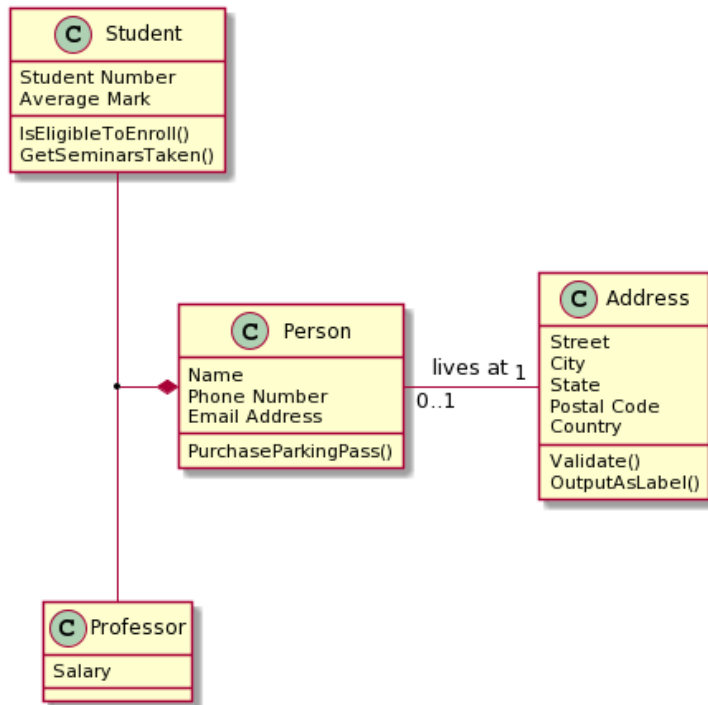 C Student
Student Number
Average Mark
IsEligibleToEnroll()
GetSeminarsTaken()
C Person
Name
Phone Number
Email Address
PurchaseParkingPass()
lives at 1
0..1
C Address
Street
City
State
Postal Code
Country
Validate()
OutputAsLabel()
C Professor
Salary